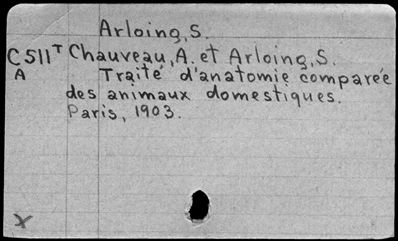 Arloing, S.
C511T Chauveau, A. et Arloing, S.
A Traité d'anatomie comparée
des animaux domestiques.
Paris, 1903.
X